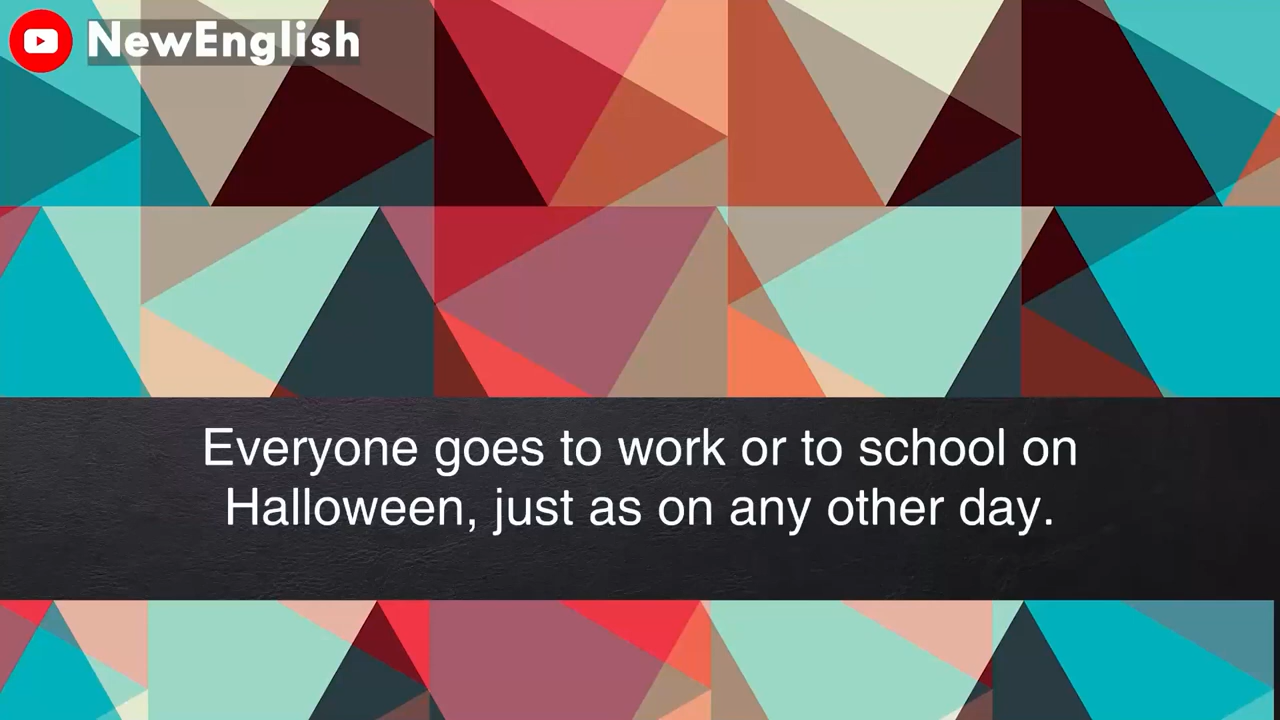 NewEnglish
Everyone goes to work or to school on
Halloween, just as on any other day.